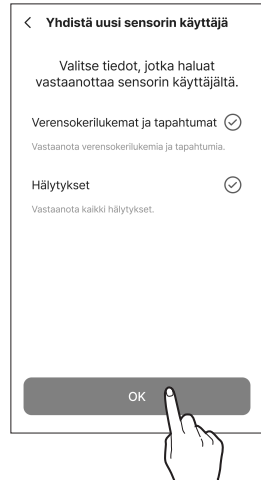 Yhdistä uusi sensorin käyttäjä
Valitse tiedot, jotka haluat
vastaanottaa sensorin käyttäjältä.
Verensokerilukemat ja tapahtumat
Vastaanota verensokerilukemia ja tapahtumia.
Hälytykset
Vastaanota kaikki hälytykset.
OK